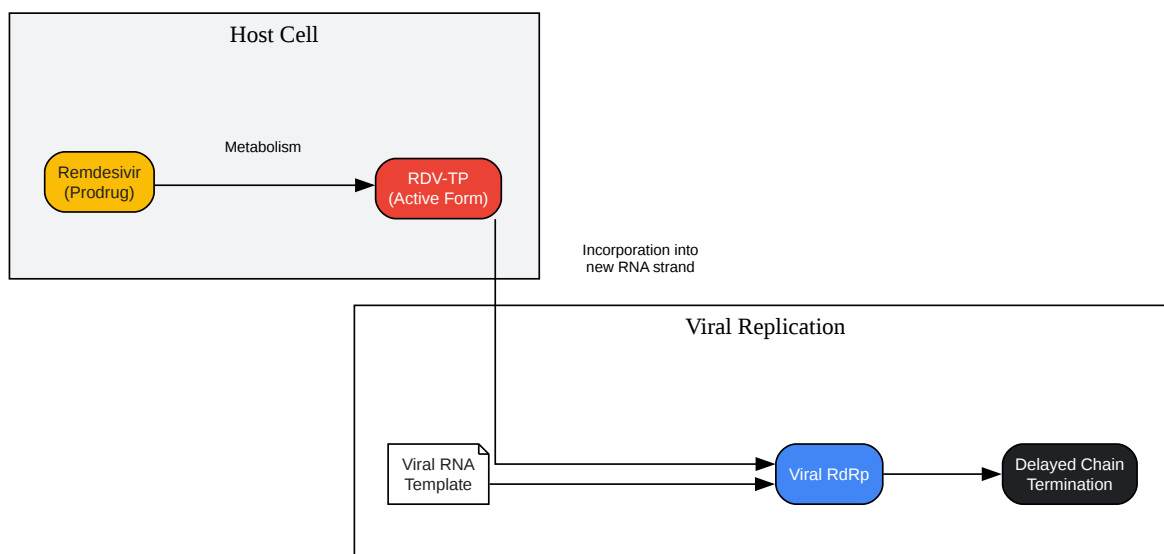 Host Cell
Metabolism
Remdesivir
(Prodrug)
RDV-TP
(Active Form)
Incorporation into
new RNA strand
Viral Replication
Viral RNA
Template
Viral RdRp
Delayed Chain
Termination